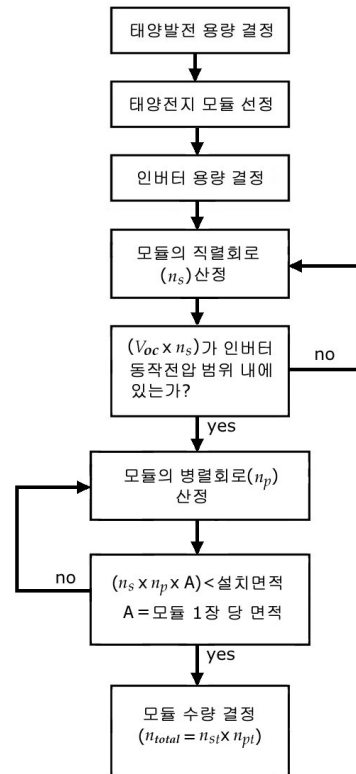 태양발전 용량 결정
태양전지 모듈 선정
인버터 용량 결정
모듈의 직렬회로
(n_s) 산정
(V_oc x n_s)가 인버터
동작전압 범위 내에
있는가?
no
yes
모듈의 병렬회로(n_p)
산정
(n_s x n_p x A)<설치면적
A=모듈 1장 당 면적
no
yes
모듈 수량 결정
(n_total = n_st x n_pt)